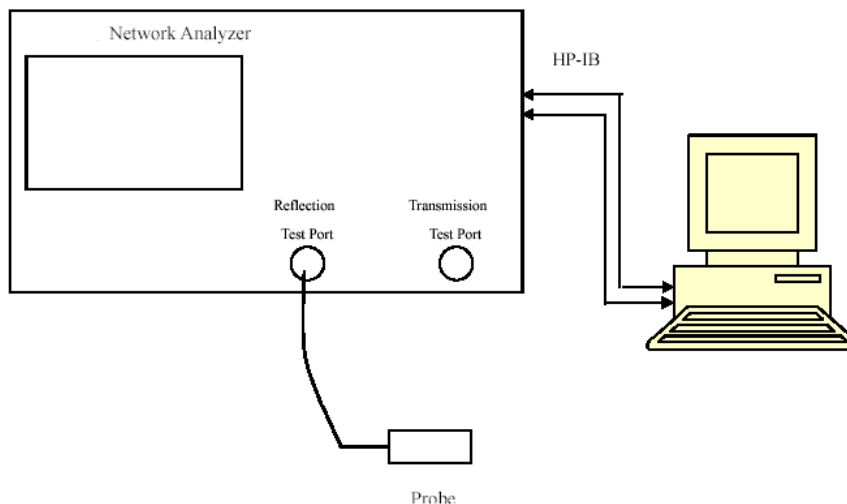 Network Analyzer
HP-IB
Reflection
Test Port
Transmission
Test Port
Probe